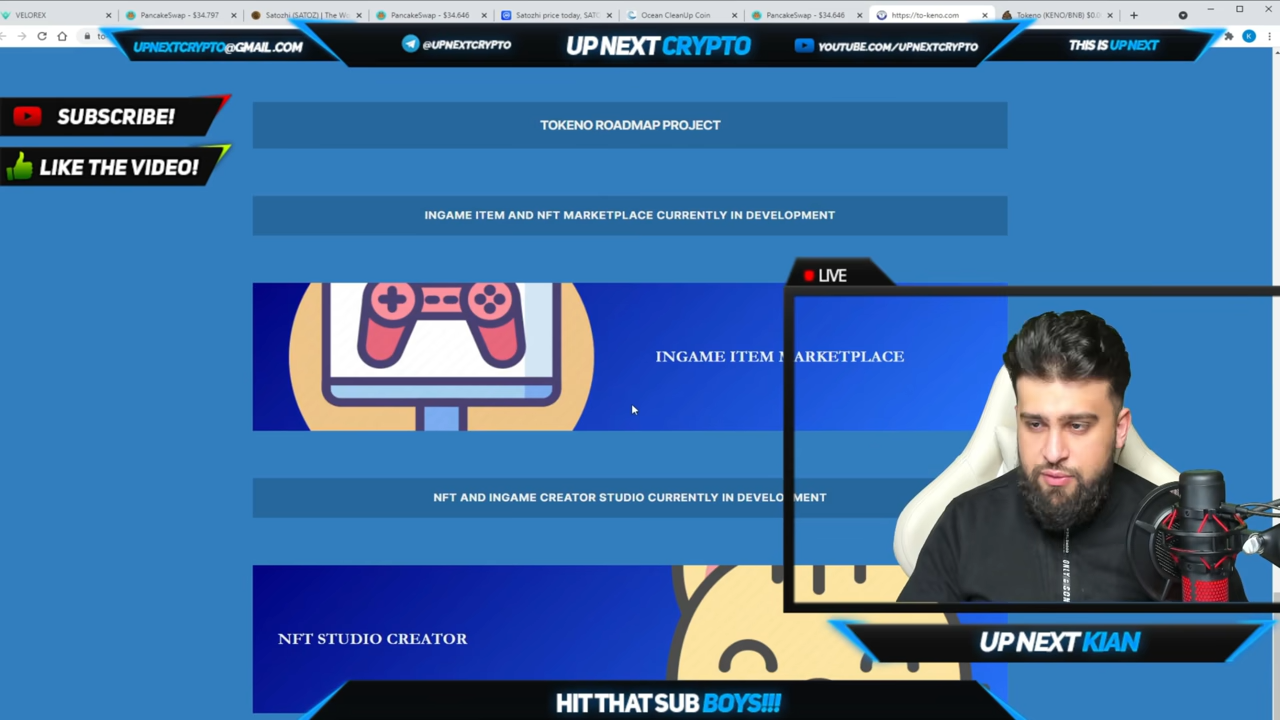 VELOREX
PancakeSwap - $34.797
Satozhi (SATOZ) | The W
PancakeSwap - $34.646
Satozhi price today, SATO
Ocean CleanUp Coin
PancakeSwap - $34.646
https://to-keno.com
Tokeno (KENO/BNB) $0.
UPNEXTCRYPTO@GMAIL.COM
@UPNEXTCRYPTO
UP NEXT CRYPTO
YOUTUBE.COM/UPNEXTCRYPTO
THIS IS UP NEXT
K
SUBSCRIBE!
LIKE THE VIDEO!
TOKENO ROADMAP PROJECT
INGAME ITEM AND NFT MARKETPLACE CURRENTLY IN DEVELOPMENT
LIVE
INGAME ITEM MARKETPLACE
NFT AND INGAME CREATOR STUDIO CURRENTLY IN DEVELOPMENT
NFT STUDIO CREATOR
UP NEXT KIAN
HIT THAT SUB BOYS!!!